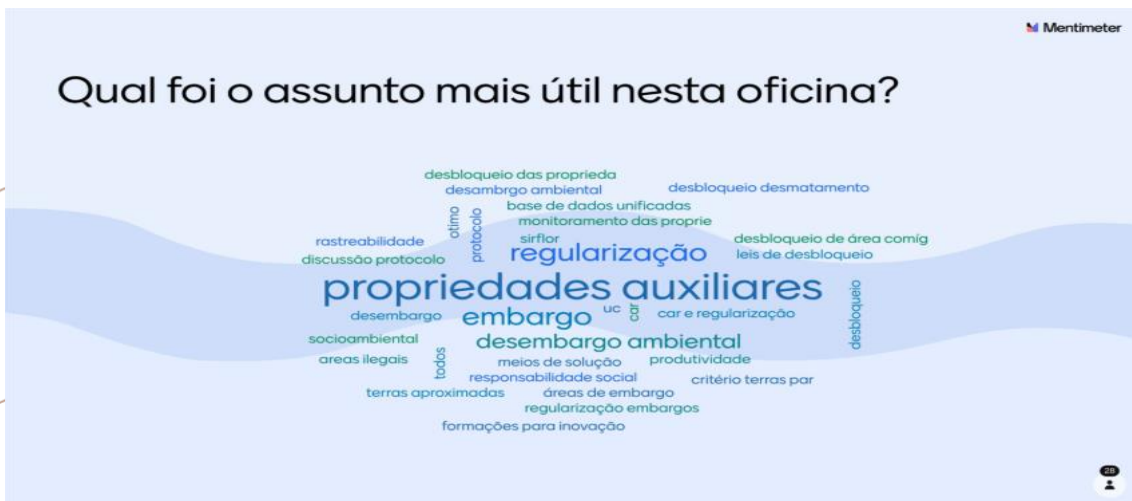 Mentimeter
Qual foi o assunto mais útil nesta oficina?
desbloqueio das proprieda
desambrgo ambiental
desbloqueio desmatamento
otimo
protocolo
base de dados unificadas
monitoramento das proprie
rastreabilidade
sirflor
desbloqueio de área comíg
discussão protocolo
regularização
leis de desbloqueio
propriedades auxiliares
desembargo
embargo
uc
car
car e regularização
desbloqueio
socioambiental
desembargo ambiental
areas ilegais
todos
meios de solução
produtividade
responsabilidade social
critério terras par
terras aproximadas
áreas de embargo
regularização embargos
formações para inovação
28